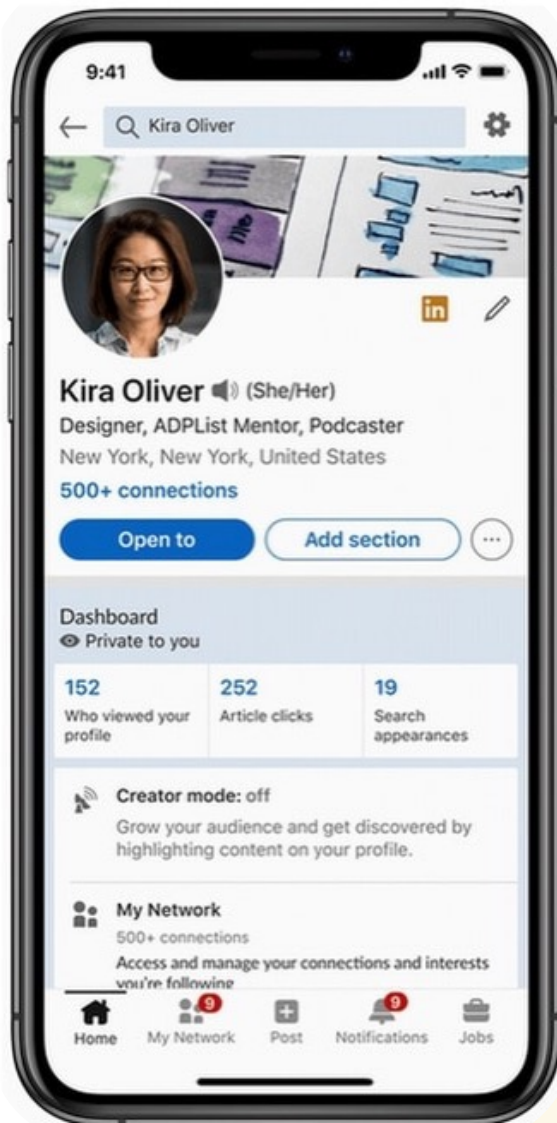 9:41
Kira Oliver
in
Kira Oliver (She/Her)
Designer, ADPList Mentor, Podcaster
New York, New York, United States
500+ connections
Open to
Add section
Dashboard
Private to you
152
Who viewed your
profile
252
Article clicks
19
Search
appearances
Creator mode: off
Grow your audience and get discovered by
highlighting content on your profile.
My Network
500+ connections
Access and manage your connections and interests
you're following
9
9
Home
My Network
Post
Notifications
Jobs